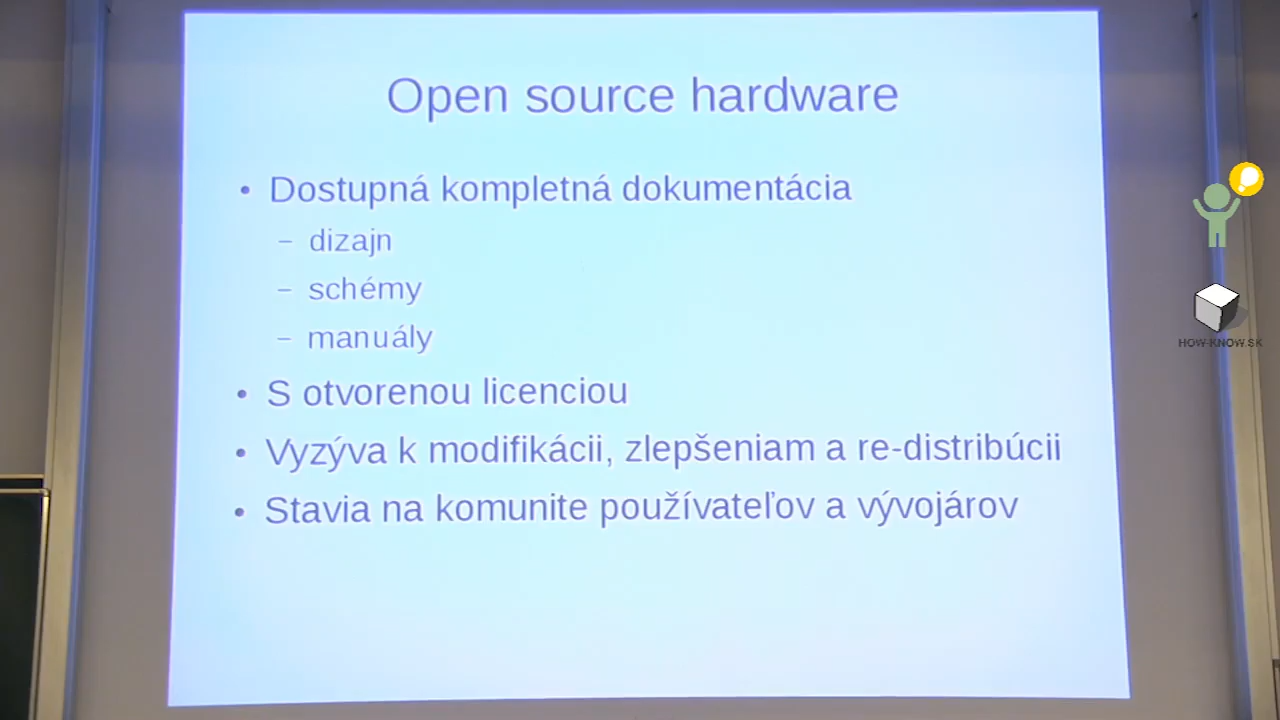 Open source hardware
• Dostupná kompletná dokumentácia
– dizajn
– schémy
– manuály
• S otvorenou licenciou
• Vyzýva k modifikácii, zlepšeniam a re-distribúcii
• Stavia na komunite používateľov a vývojárov
HOW-KNOW.SK